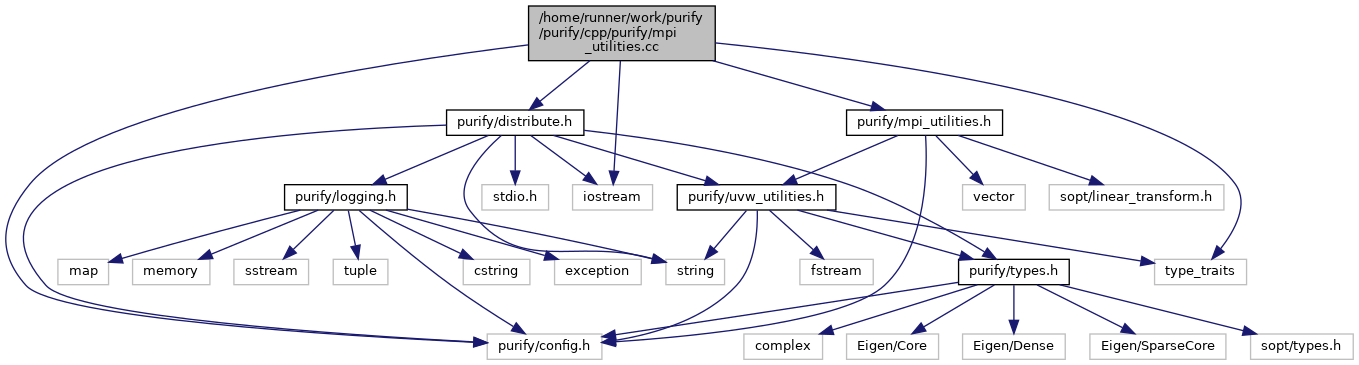 /home/runner/work/purify
/purify/cpp/purify/mpi
_utilities.cc
purify/distribute.h
purify/mpi_utilities.h
purify/logging.h
stdio.h
iostream
purify/uvw_utilities.h
vector
sopt/linear_transform.h
map
memory
sstream
tuple
cstring
exception
string
fstream
purify/types.h
type_traits
purify/config.h
complex
Eigen/Core
Eigen/Dense
Eigen/SparseCore
sopt/types.h